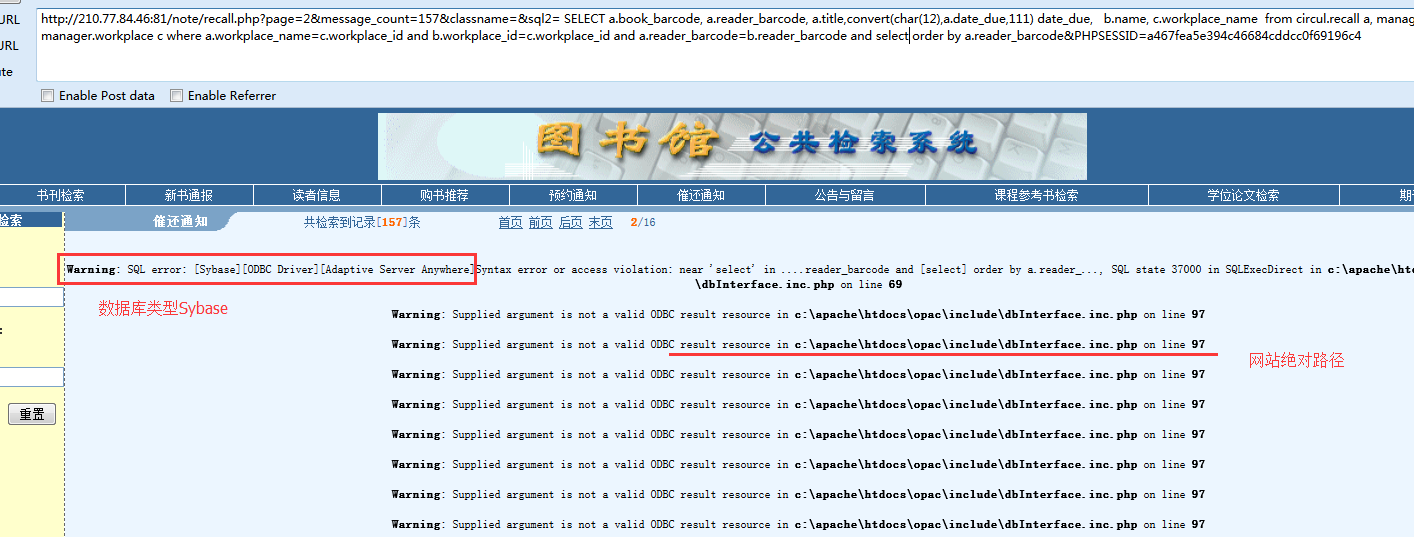 URL
http://210.77.84.46:81/note/recall.php?page=2&message_count=157&classname=&sql2= SELECT a.book_barcode, a.reader_barcode, a.title,convert(char(12),a.date_due,111) date_due,   b.name, c.workplace_name  from circul.recall a, manag
URL
manager.workplace c where a.workplace_name=c.workplace_id and b.workplace_id=c.workplace_id and a.reader_barcode=b.reader_barcode and select order by a.reader_barcode&PHPSESSID=a467fea5e394c46684cddcc0f69196c4
ute
Enable Post data Enable Referrer
图书馆 公共检索系统
书刊检索 新书通报 读者信息 购书推荐 预约通知 催还通知 公告与留言 课程参考书检索 学位论文检索 期
检索 催还通知 共检索到记录[157]条 首页 前页 后页 末页 2/16
Warning: SQL error: [Sybase][ODBC Driver][Adaptive Server Anywhere]Syntax error or access violation: near 'select' in ....reader_barcode and [select] order by a.reader_..., SQL state 37000 in SQLExecDirect in c:\apache\htd
\dbInterface.inc.php on line 69
数据库类型Sybase
Warning: Supplied argument is not a valid ODBC result resource in c:\apache\htdocs\opac\include\dbInterface.inc.php on line 97
:
Warning: Supplied argument is not a valid ODBC result resource in c:\apache\htdocs\opac\include\dbInterface.inc.php on line 97
网站绝对路径
Warning: Supplied argument is not a valid ODBC result resource in c:\apache\htdocs\opac\include\dbInterface.inc.php on line 97
Warning: Supplied argument is not a valid ODBC result resource in c:\apache\htdocs\opac\include\dbInterface.inc.php on line 97
重置
Warning: Supplied argument is not a valid ODBC result resource in c:\apache\htdocs\opac\include\dbInterface.inc.php on line 97
Warning: Supplied argument is not a valid ODBC result resource in c:\apache\htdocs\opac\include\dbInterface.inc.php on line 97
Warning: Supplied argument is not a valid ODBC result resource in c:\apache\htdocs\opac\include\dbInterface.inc.php on line 97
Warning: Supplied argument is not a valid ODBC result resource in c:\apache\htdocs\opac\include\dbInterface.inc.php on line 97